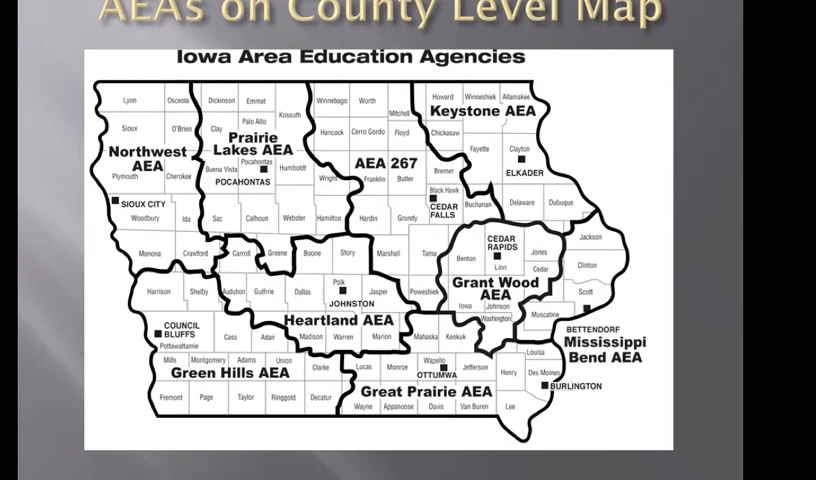 AEAs on County Level Map
Iowa Area Education Agencies
Lyon
Osceola
Dickinson
Emmet
Winnebago
Worth
Howard
Winneshiek
Allamakee
Kossuth
Mitchell
Keystone AEA
Sioux
O'Brien
Clay
Palo Alto
Hancock
Cerro Gordo
Floyd
Chickasaw
Prairie
Lakes AEA
Northwest
AEA
AEA 267
Fayette
Clayton
Plymouth
Cherokee
Buena Vista
Pocahontas
Humboldt
Wright
Franklin
Butler
Bremer
ELKADER
POCAHONTAS
SIOUX CITY
Woodbury
Ida
Sac
Calhoun
Webster
Hamilton
Hardin
Grundy
Black Hawk
CEDAR
FALLS
Buchanan
Delaware
Dubuque
Monona
Crawford
Carroll
Greene
Boone
Story
Marshall
Tama
Benton
CEDAR
RAPIDS
Linn
Jones
Jackson
Cedar
Clinton
Grant Wood
AEA
Harrison
Shelby
Audubon
Guthrie
Dallas
Polk
JOHNSTON
Jasper
Poweshiek
Iowa
Johnson
Scott
Muscatine
Washington
BETTENDORF
Mississippi
Bend AEA
COUNCIL
BLUFFS
Pottawattamie
Cass
Adair
Heartland AEA
Madison
Warren
Marion
Mahaska
Keokuk
Louisa
Mills
Montgomery
Adams
Union
Clarke
Lucas
Monroe
Wapello
OTTUMWA
Jefferson
Henry
Des Moines
BURLINGTON
Green Hills AEA
Great Prairie AEA
Fremont
Page
Taylor
Ringgold
Decatur
Wayne
Appanoose
Davis
Van Buren
Lee